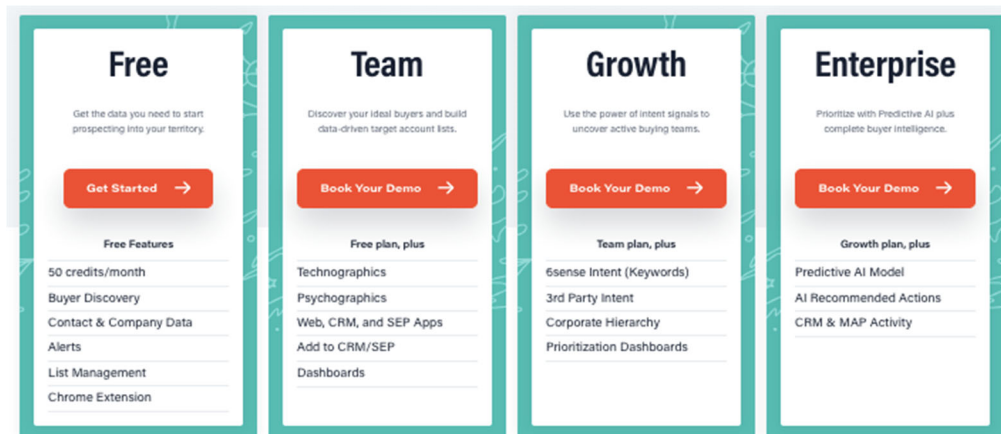 Free
Get the data you need to start
prospecting into your territory.
Get Started
Free Features
50 credits/month
Buyer Discovery
Contact & Company Data
Alerts
List Management
Chrome Extension
Team
Discover your ideal buyers and build
data-driven target account lists.
Book Your Demo
Free plan, plus
Technographics
Psychographics
Web, CRM, and SEP Apps
Add to CRM/SEP
Dashboards
Growth
Use the power of intent signals to
uncover active buying teams.
Book Your Demo
Team plan, plus
6sense Intent (Keywords)
3rd Party Intent
Corporate Hierarchy
Prioritization Dashboards
Enterprise
Prioritize with Predictive AI plus
complete buyer intelligence.
Book Your Demo
Growth plan, plus
Predictive AI Model
AI Recommended Actions
CRM & MAP Activity